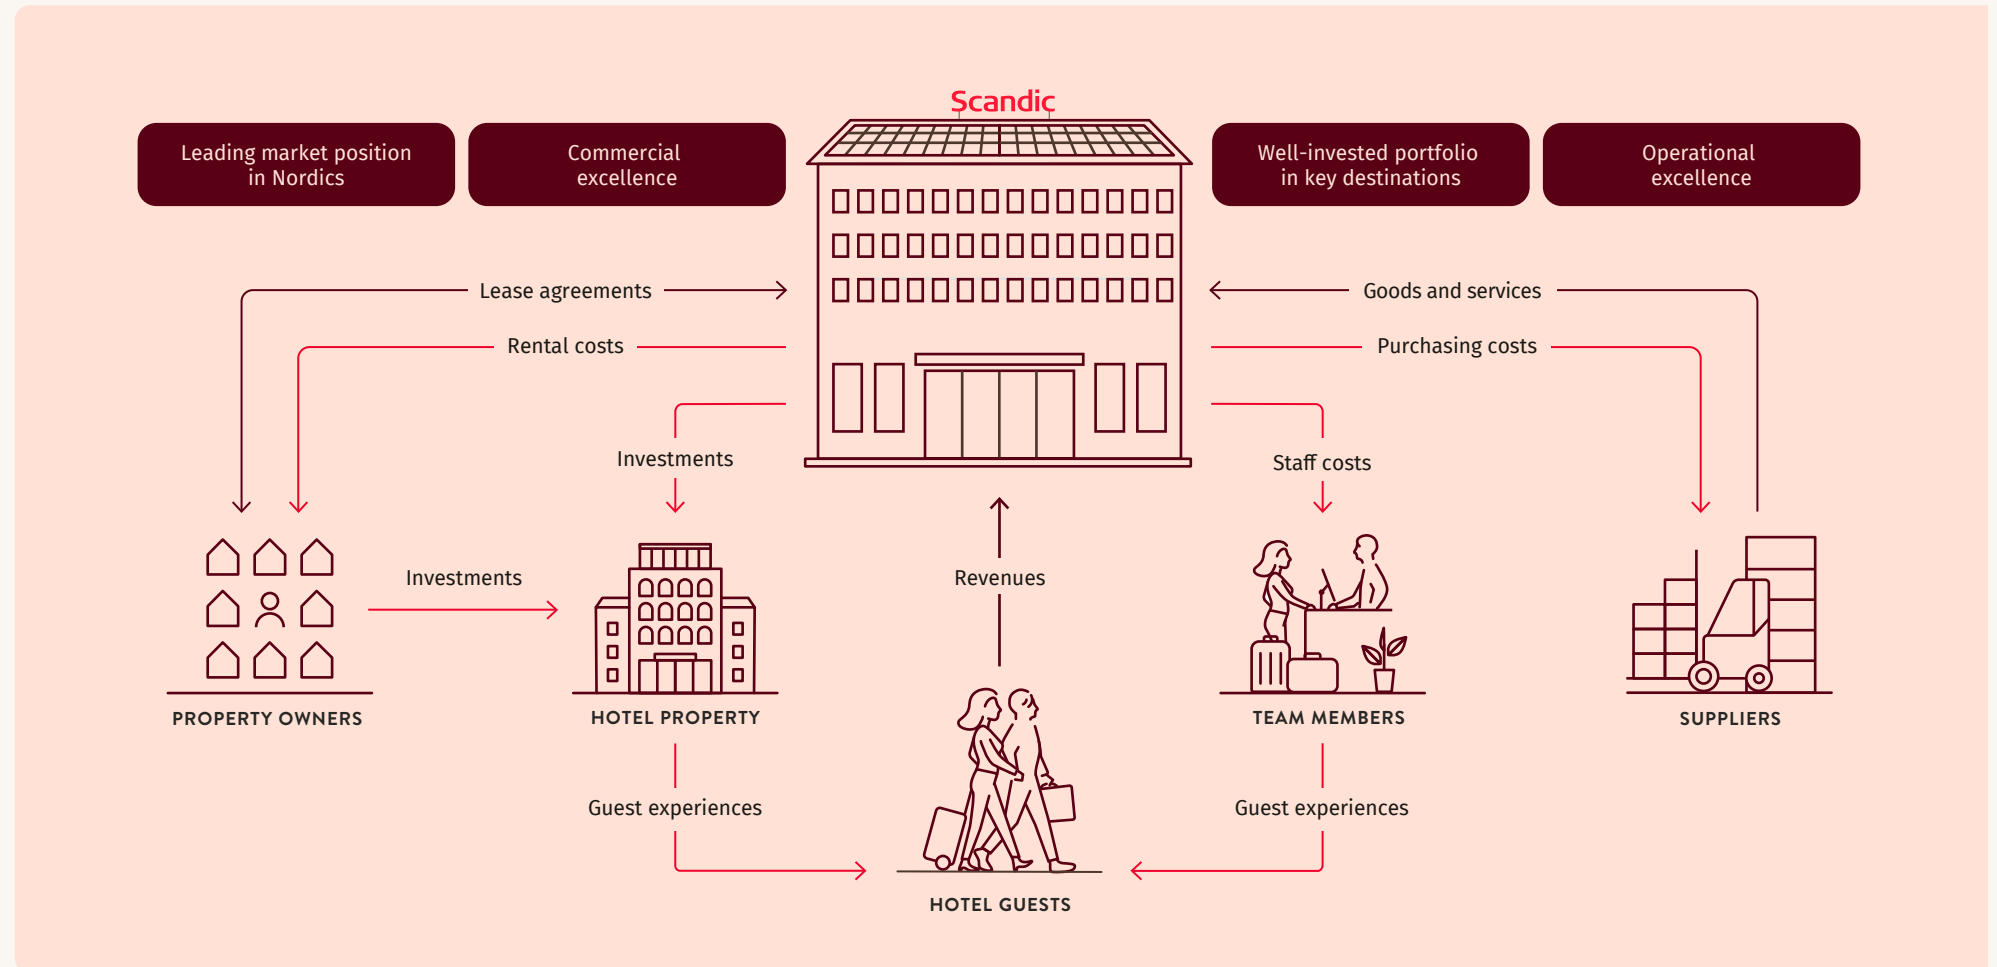 Scandic
Leading market position
in Nordics
Commercial
excellence
Well-invested portfolio
in key destinations
Operational
excellence
Lease agreements
Goods and services
Rental costs
Purchasing costs
Investments
Staff costs
Investments
Revenues
PROPERTY OWNERS
HOTEL PROPERTY
TEAM MEMBERS
SUPPLIERS
Guest experiences
Guest experiences
HOTEL GUESTS